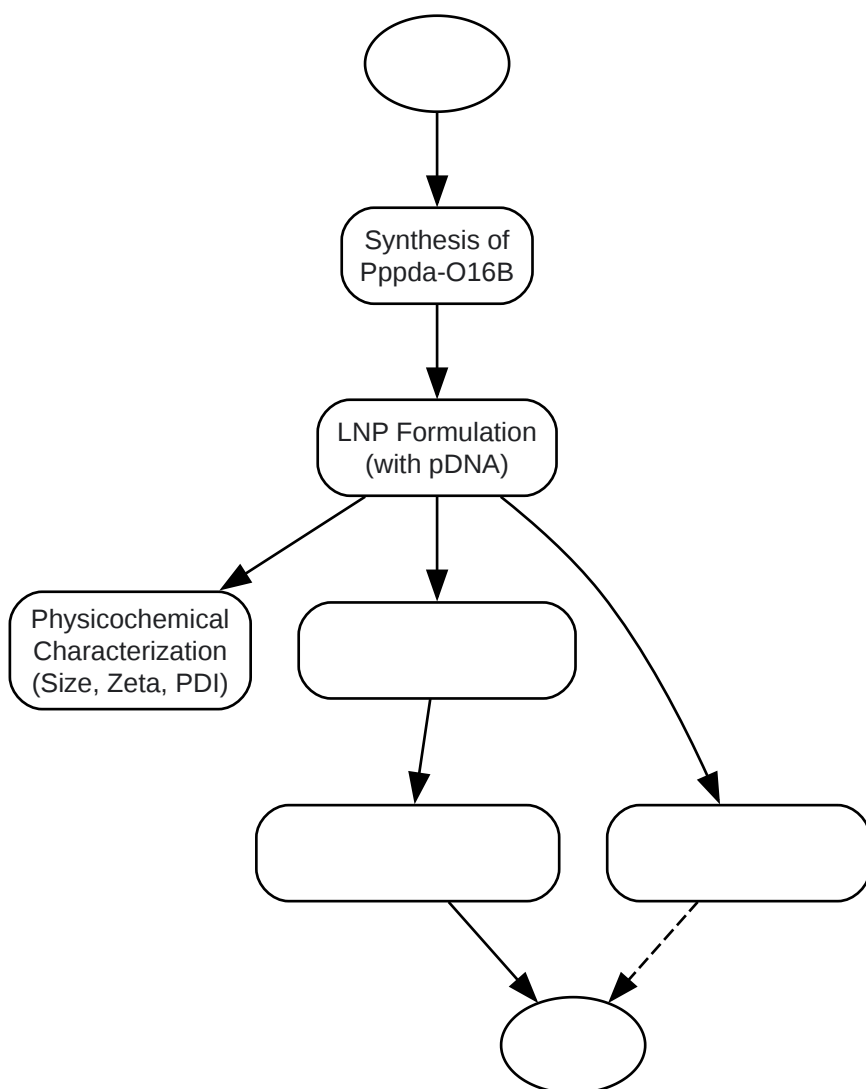 Synthesis of
Pppda-O16B
LNP Formulation
(with pDNA)
Physicochemical
Characterization
(Size, Zeta, PDI)